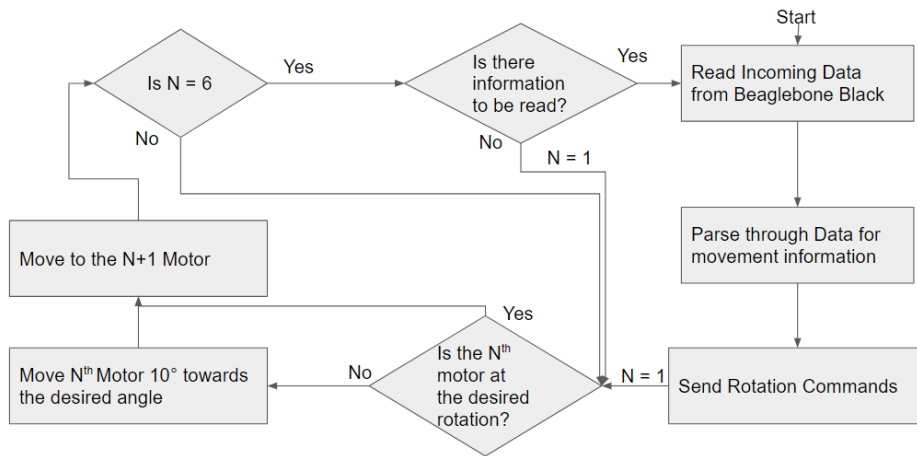 Start
Is N = 6
Yes
Is there
information
to be read?
Yes
Read Incoming Data
from Beaglebone Black
No
No
N = 1
Move to the N+1 Motor
Parse through Data for
movement information
Yes
Is the Nth
motor at
the desired
rotation?
No
Move Nth Motor 10° towards
the desired angle
N = 1
Send Rotation Commands